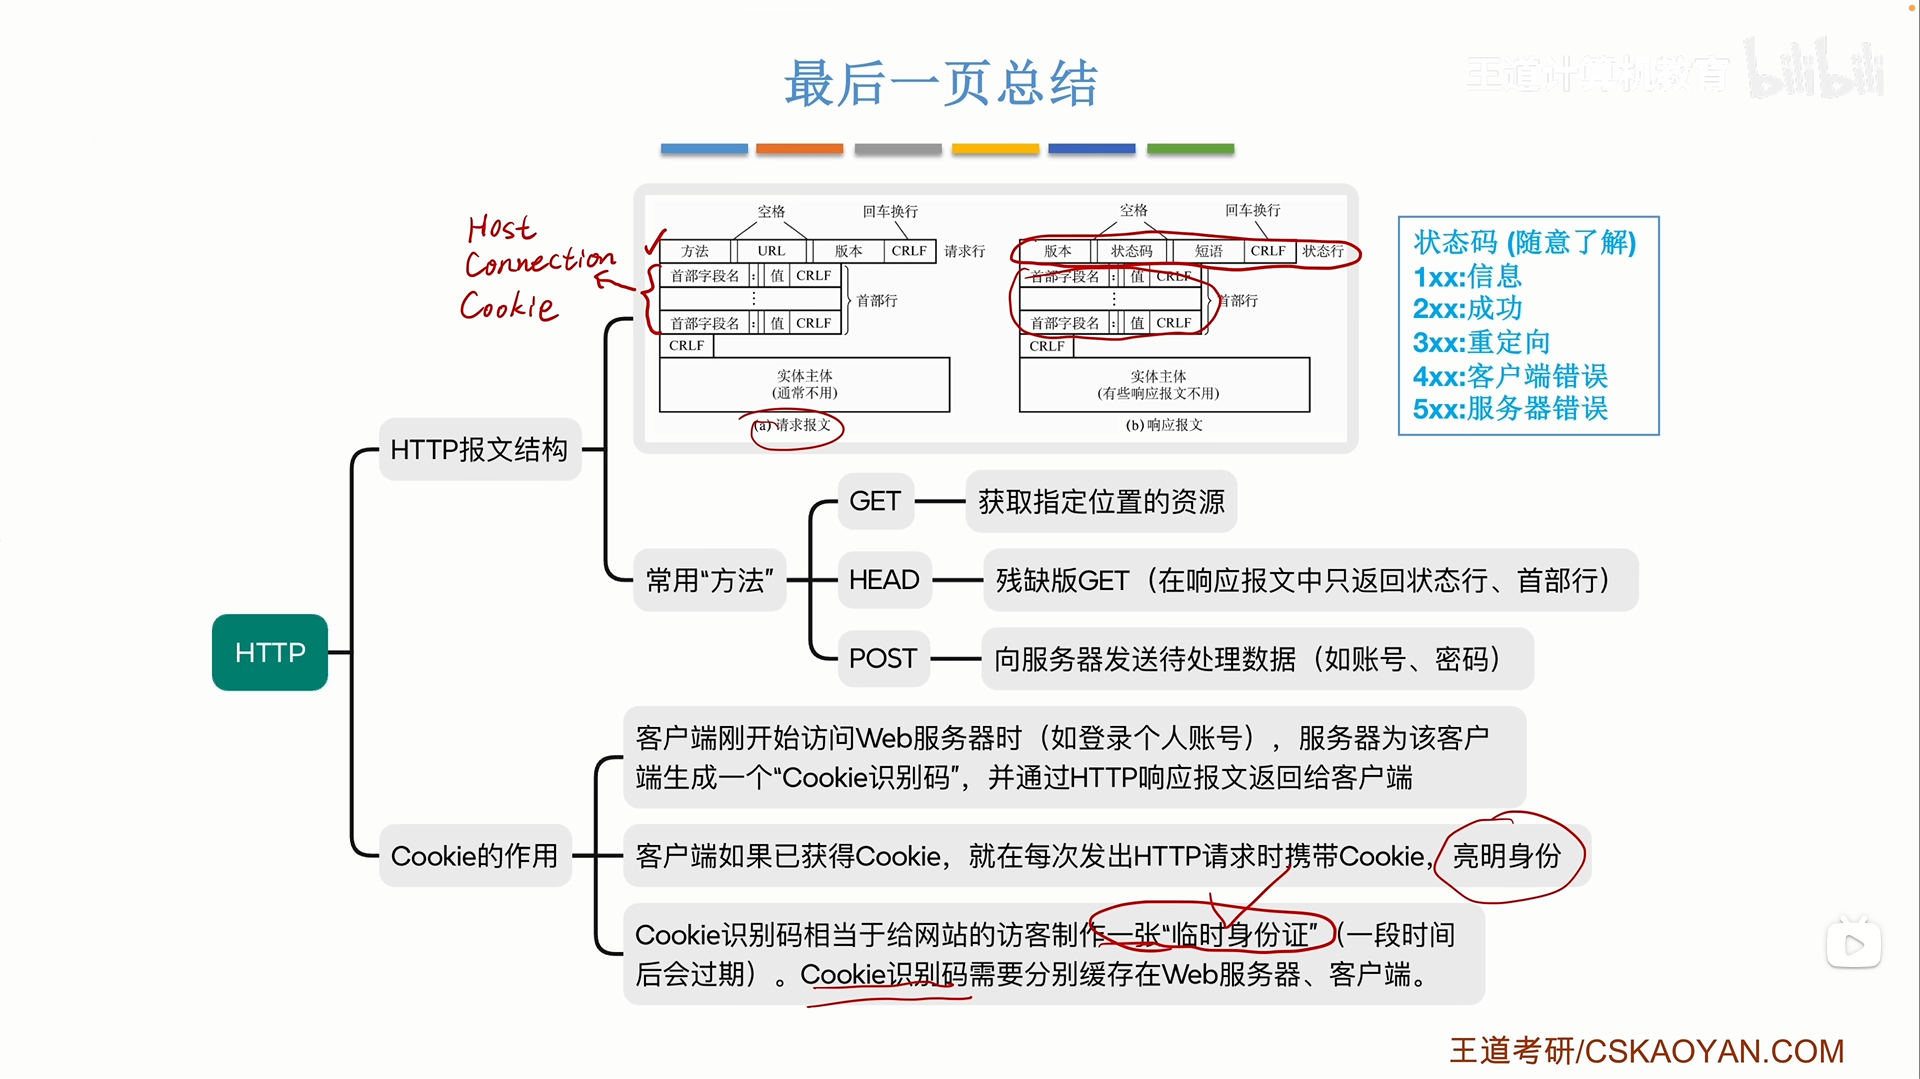 最后一页总结
王道计算机教育 bilibili
Host
Connection
Cookie
空格
回车换行
方法 URL 版本 CRLF 请求行
首部字段名 : 值 CRLF
⋮
首部行
首部字段名 : 值 CRLF
CRLF
实体主体
(通常不用)
(a) 请求报文
空格
回车换行
版本 状态码 短语 CRLF 状态行
首部字段名 : 值 CRLF
⋮
首部行
首部字段名 : 值 CRLF
CRLF
实体主体
(有些响应报文不用)
(b) 响应报文
状态码 (随意了解)
1xx:信息
2xx:成功
3xx:重定向
4xx:客户端错误
5xx:服务器错误
HTTP
HTTP报文结构
常用“方法”
GET
获取指定位置的资源
HEAD
残缺版GET（在响应报文中只返回状态行、首部行）
POST
向服务器发送待处理数据（如账号、密码）
Cookie的作用
客户端刚开始访问Web服务器时（如登录个人账号），服务器为该客户
端生成一个“Cookie识别码”，并通过HTTP响应报文返回给客户端
客户端如果已获得Cookie，就在每次发出HTTP请求时携带Cookie，亮明身份
Cookie识别码相当于给网站的访客制作一张“临时身份证”（一段时间
后会过期）。Cookie识别码需要分别缓存在Web服务器、客户端。
王道考研/CSKAOYAN.COM